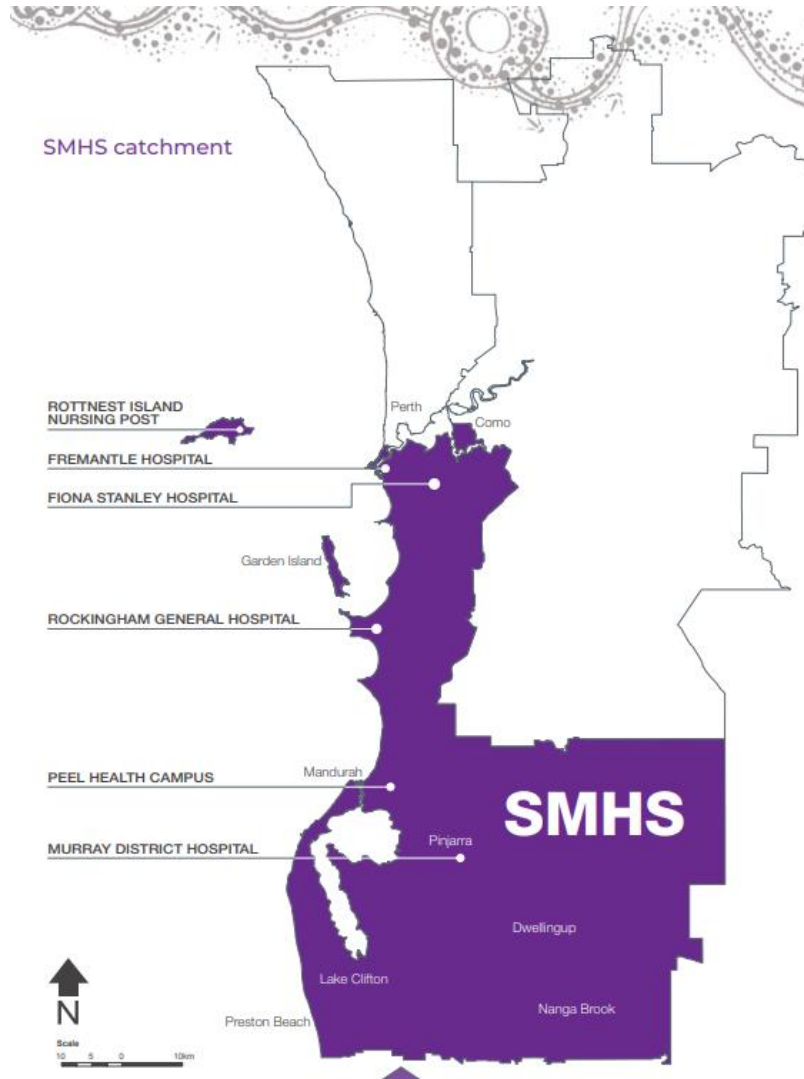 SMHS catchment
Perth
Como
ROTTNEST ISLAND
NURSING POST
FREMANTLE HOSPITAL
FIONA STANLEY HOSPITAL
Garden Island
ROCKINGHAM GENERAL HOSPITAL
Mandurah
PEEL HEALTH CAMPUS
SMHS
Pinjarra
MURRAY DISTRICT HOSPITAL
Dwellingup
Lake Clifton
Nanga Brook
Preston Beach
N
Scale
10 5 0 10km